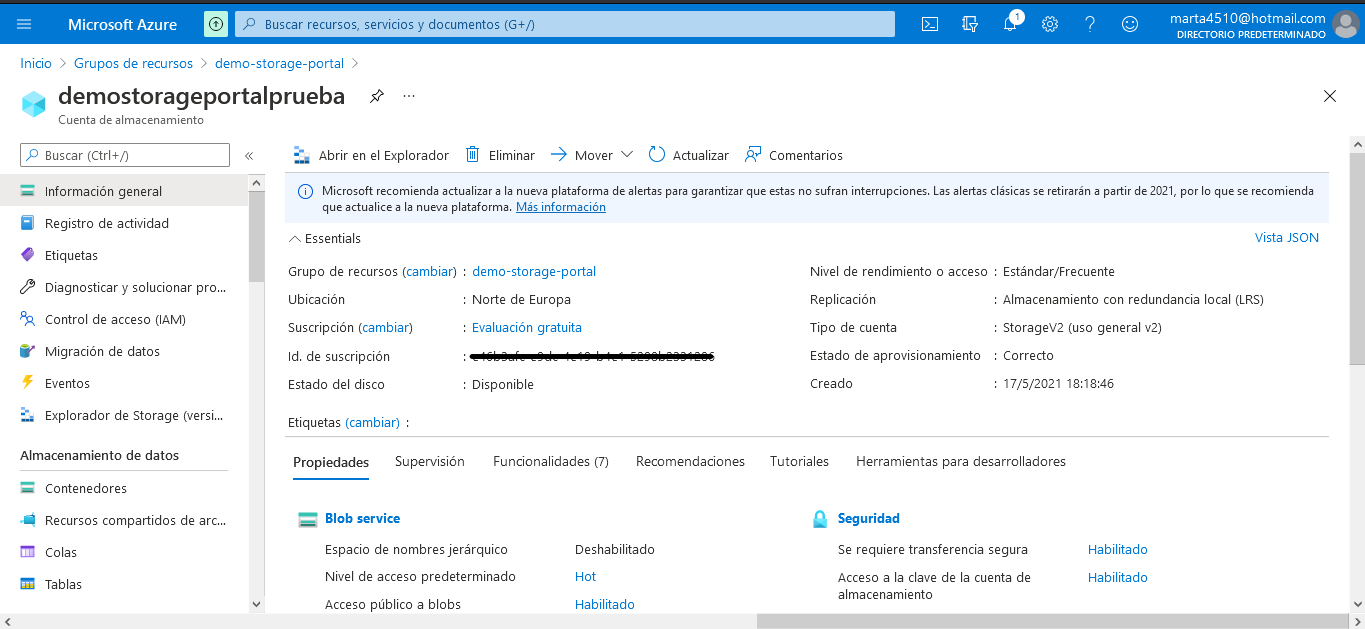 Microsoft Azure
Buscar recursos, servicios y documentos (G+/)
1
marta4510@hotmail.com
DIRECTORIO PREDETERMINADO
Inicio > Grupos de recursos > demo-storage-portal >
demostorageportalprueba
Cuenta de almacenamiento
Buscar (Ctrl+/)
Información general
Registro de actividad
Etiquetas
Diagnosticar y solucionar pro...
Control de acceso (IAM)
Migración de datos
Eventos
Explorador de Storage (versi...
Almacenamiento de datos
Contenedores
Recursos compartidos de arc...
Colas
Tablas
Abrir en el Explorador Eliminar Mover Actualizar Comentarios
Microsoft recomienda actualizar a la nueva plataforma de alertas para garantizar que estas no sufran interrupciones. Las alertas clásicas se retirarán a partir de 2021, por lo que se recomienda
que actualice a la nueva plataforma. Más información
Essentials
Vista JSON
Grupo de recursos (cambiar) : demo-storage-portal
Ubicación : Norte de Europa
Suscripción (cambiar) : Evaluación gratuita
Id. de suscripción :
Estado del disco : Disponible
Nivel de rendimiento o acceso : Estándar/Frecuente
Replicación : Almacenamiento con redundancia local (LRS)
Tipo de cuenta : StorageV2 (uso general v2)
Estado de aprovisionamiento : Correcto
Creado : 17/5/2021 18:18:46
Etiquetas (cambiar) :
Propiedades Supervisión Funcionalidades (7) Recomendaciones Tutoriales Herramientas para desarrolladores
Blob service
Espacio de nombres jerárquico Deshabilitado
Nivel de acceso predeterminado Hot
Acceso público a blobs Habilitado
Seguridad
Se requiere transferencia segura Habilitado
Acceso a la clave de la cuenta de Habilitado
almacenamiento